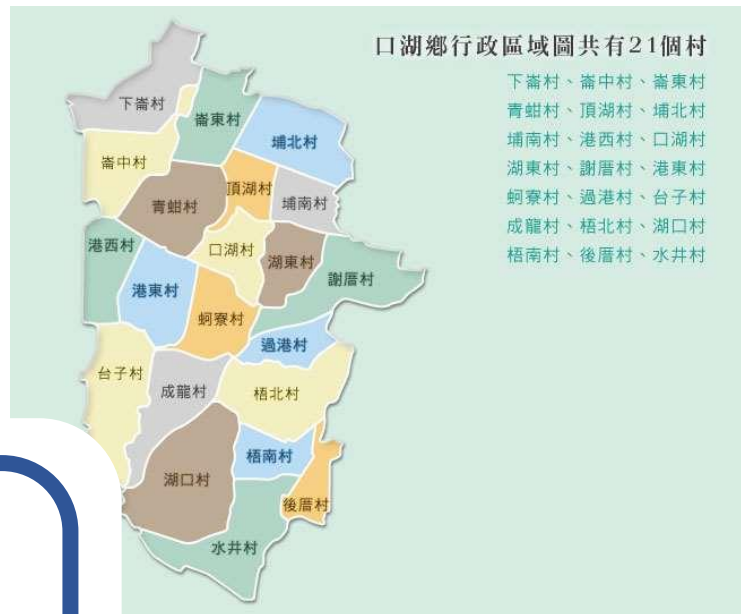 口湖鄉行政區域圖共有21個村
下崙村、崙中村、崙東村
青蚶村、頂湖村、埔北村
埔南村、港西村、口湖村
湖東村、謝厝村、港東村
蚵寮村、過港村、台子村
成龍村、梧北村、湖口村
梧南村、後厝村、水井村
下崙村
崙東村
埔北村
崙中村
頂湖村
青蚶村
埔南村
港西村
口湖村
湖東村
謝厝村
港東村
蚵寮村
過港村
台子村
成龍村
梧北村
梧南村
湖口村
後厝村
水井村